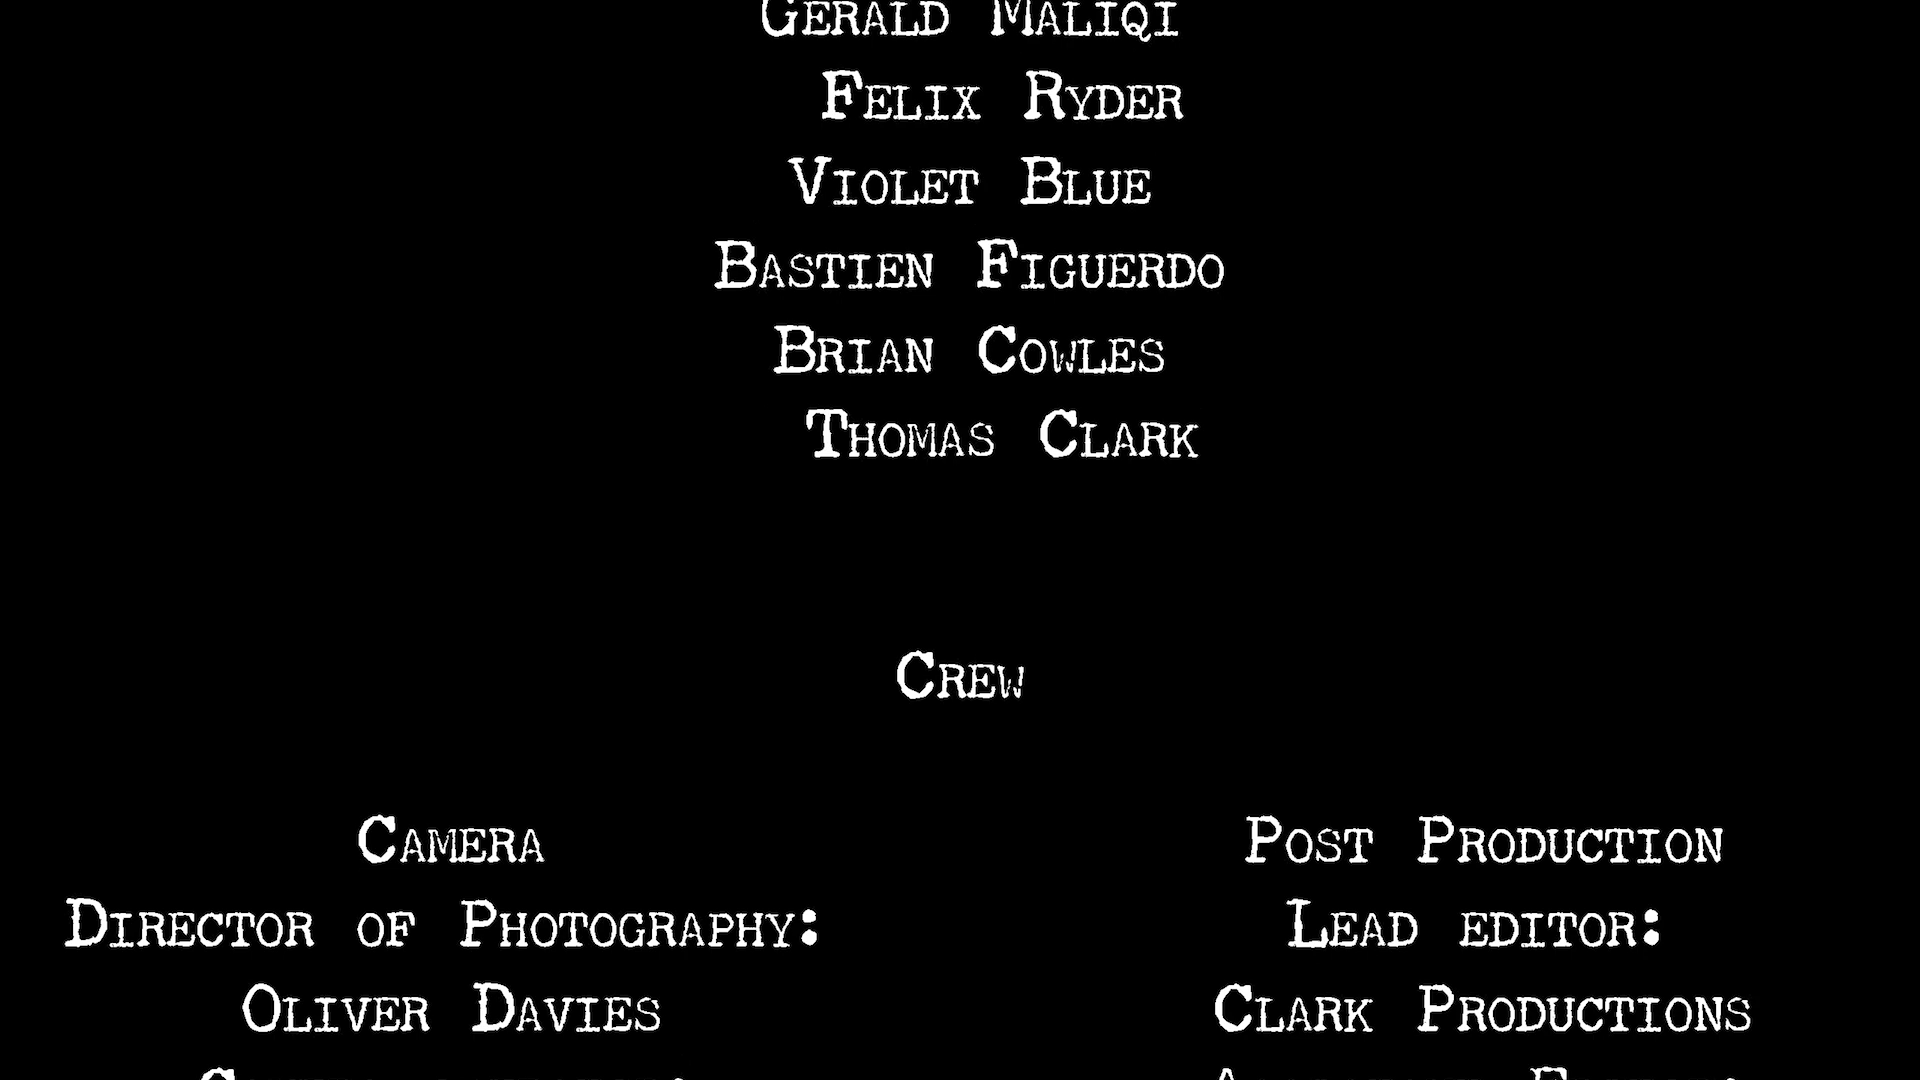 Gerald Maliqi
Felix Ryder
Violet Blue
Bastien Figuerdo
Brian Cowles
Thomas Clark
Crew
Camera
Director of Photography:
Oliver Davies
Post Production
Lead editor:
Clark Productions